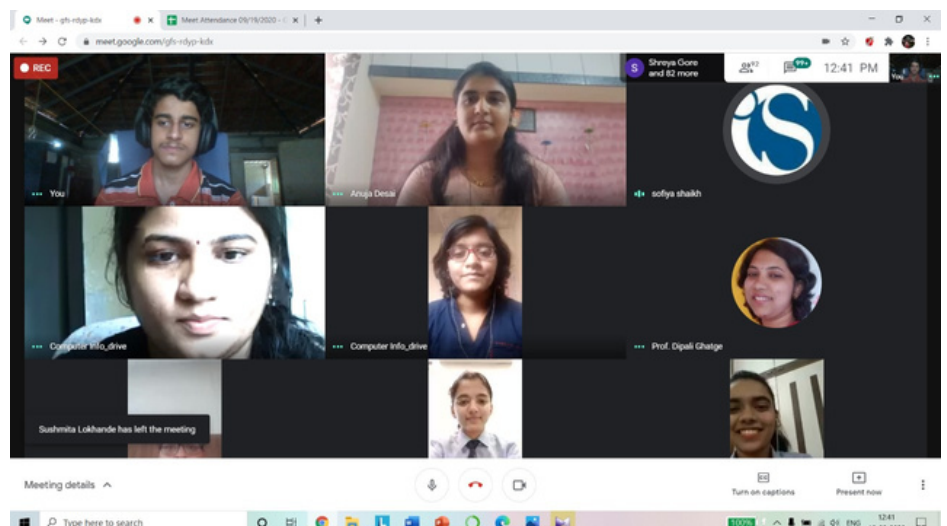 Meet - gfs-rdyp-kdx
Meet Attendance 09/19/2020 -
meet.google.com/gfs-rdyp-kdx
REC
Shreya Gore
and 82 more
92
99+
12:41 PM
You
You
Anuja Desai
S
sofiya shaikh
Computer Info_drive
Computer Info_drive
Prof. Dipali Ghatge
Sushmita Lokhande has left the meeting
Meeting details
Turn on captions
Present now
Type here to search
100%
ENG
12:41